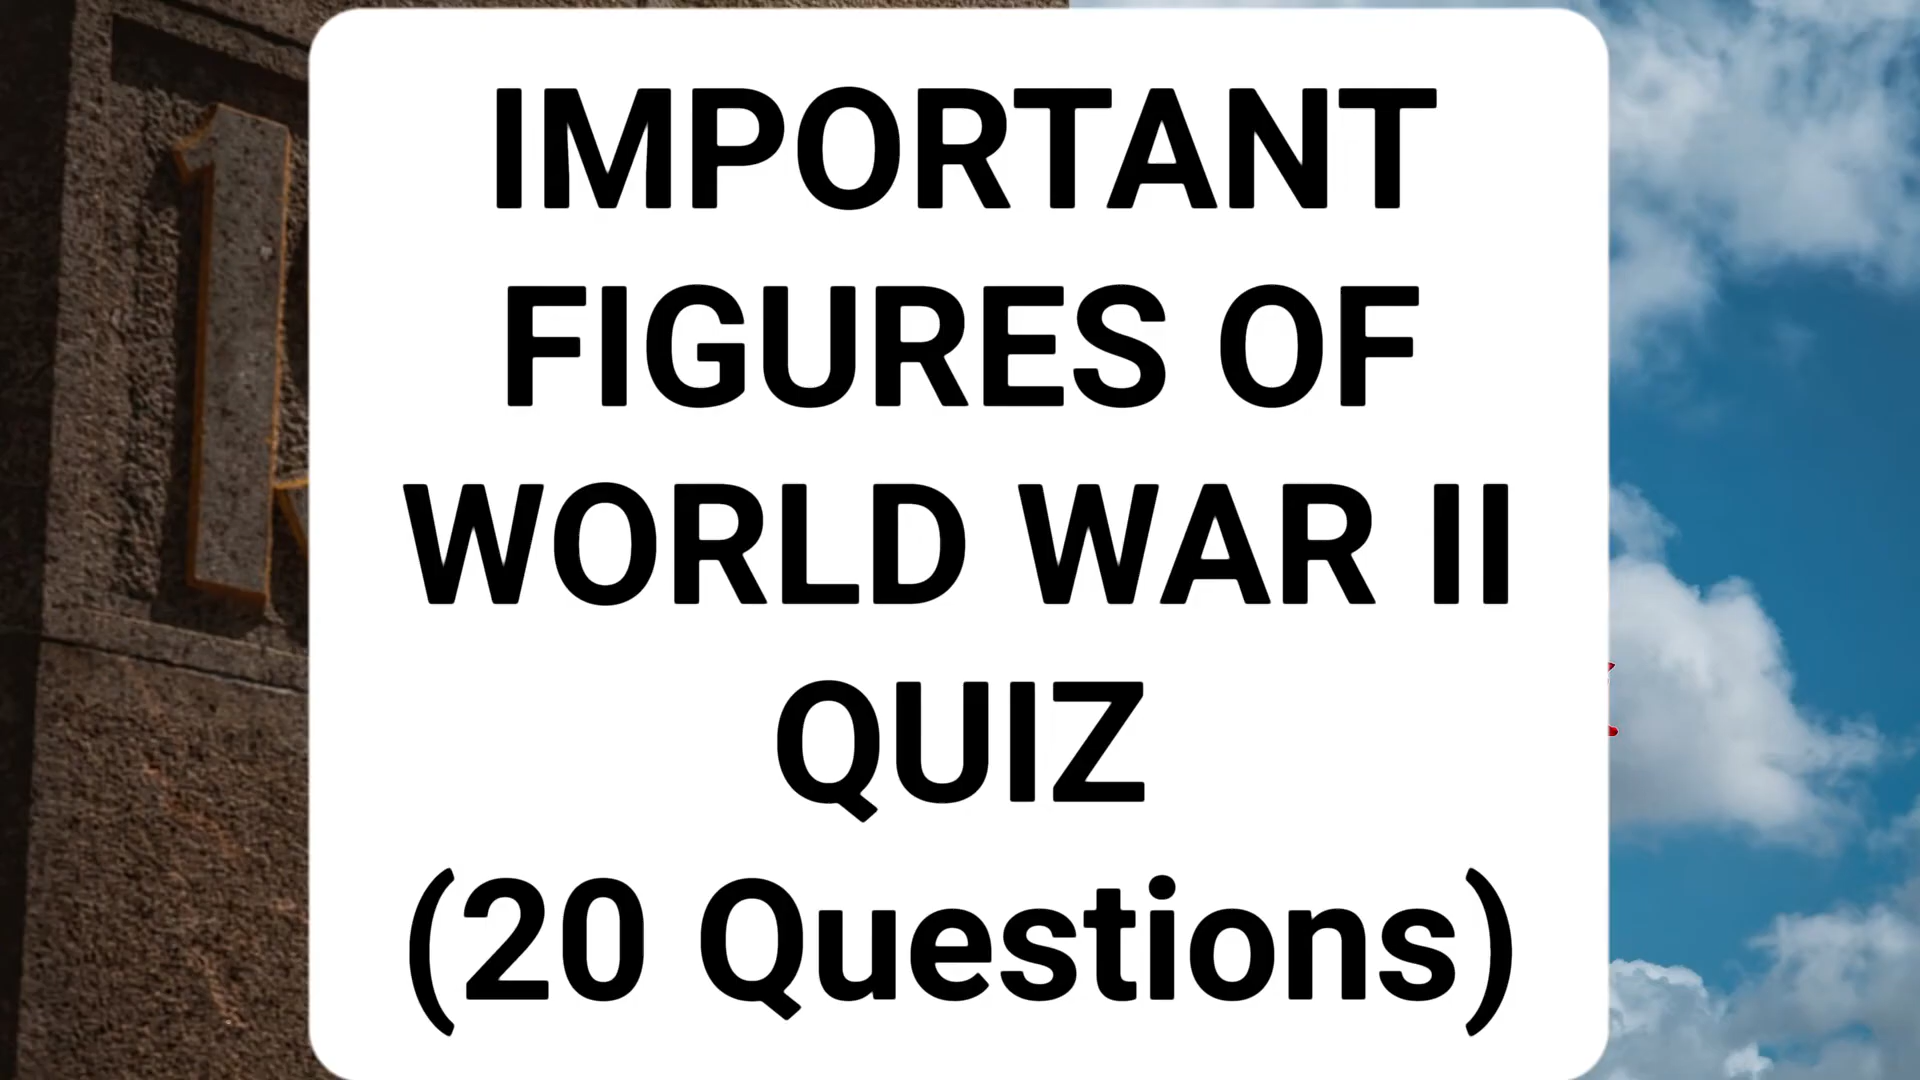 IMPORTANT
FIGURES OF
WORLD WAR II
QUIZ
(20 Questions)